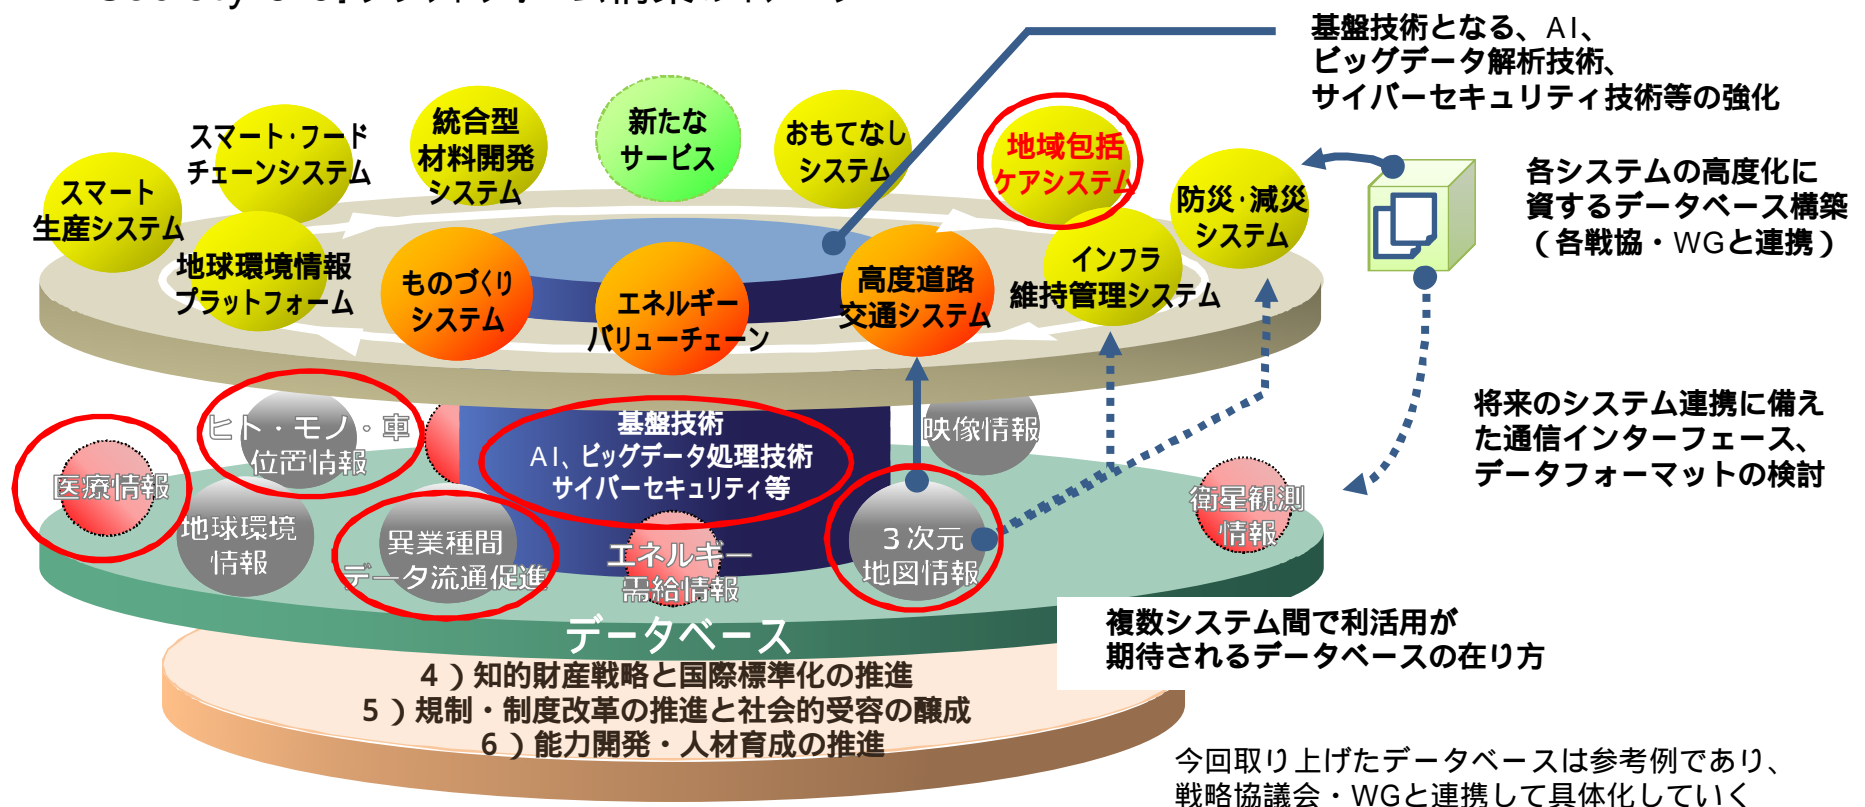 基盤技術となる、AI、
ビッグデータ解析技術、
サイバーセキュリティ技術等の強化
スマート・フード
チェーンシステム
統合型
材料開発
システム
新たな
サービス
おもてなし
システム
地域包括
ケアシステム
スマート
生産システム
防災・減災
システム
各システムの高度化に
資するデータベース構築
（各戦協・WGと連携）
地球環境情報
プラットフォーム
ものづくり
システム
エネルギー
バリューチェーン
高度道路
交通システム
インフラ
維持管理システム
将来のシステム連携に備え
た通信インターフェース、
データフォーマットの検討
ヒト・モノ・車
位置情報
基盤技術
AI、ビッグデータ処理技術
サイバーセキュリティ等
映像情報
医療情報
地球環境
情報
異業種間
データ流通促進
エネルギー
需給情報
3次元
地図情報
衛星観測
情報
データベース
複数システム間で利活用が
期待されるデータベースの在り方
4）知的財産戦略と国際標準化の推進
5）規制・制度改革の推進と社会的受容の醸成
6）能力開発・人材育成の推進
今回取り上げたデータベースは参考例であり、
戦略協議会・WGと連携して具体化していく